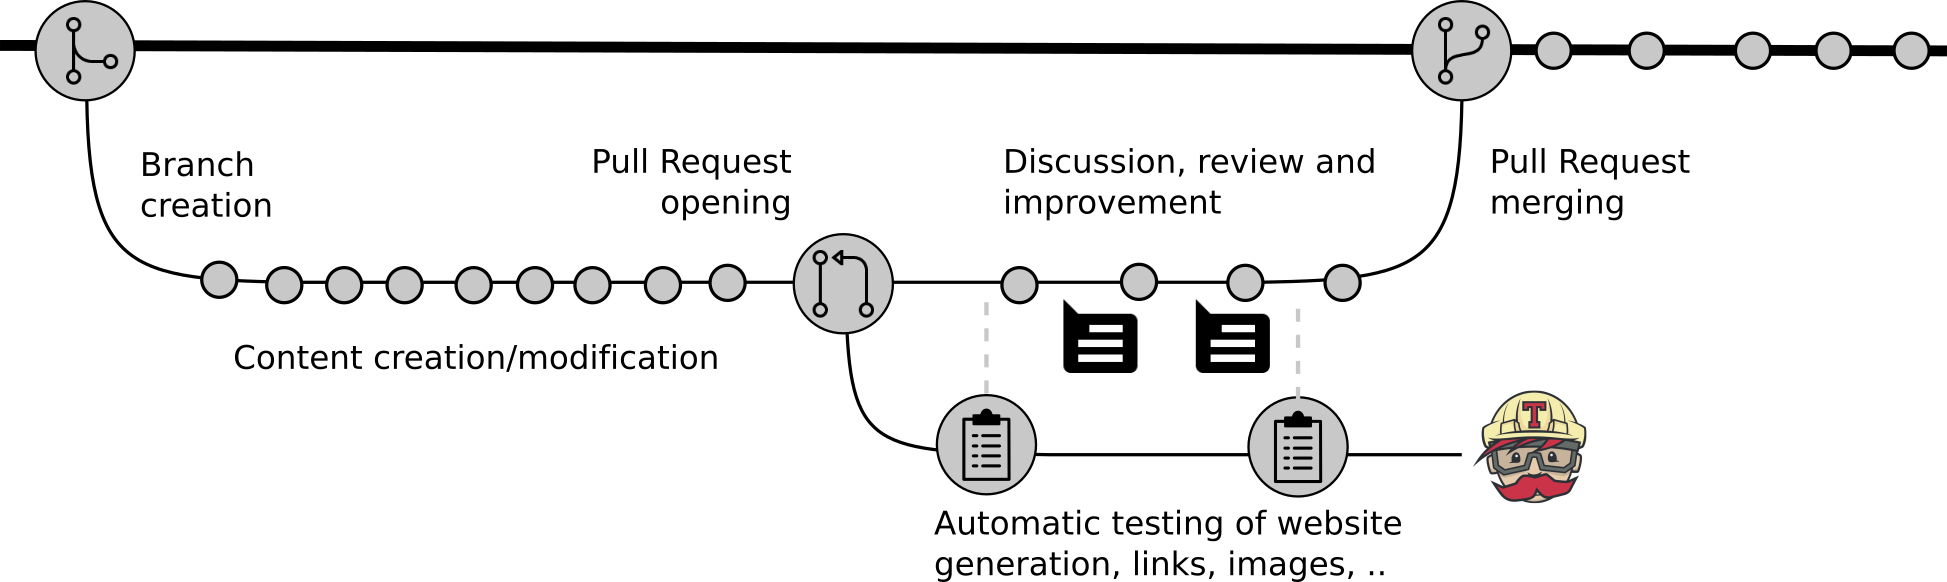 Branch
creation
Pull Request
opening
Discussion, review and
improvement
Pull Request
merging
Content creation/modification
T
Automatic testing of website
generation, links, images, ..